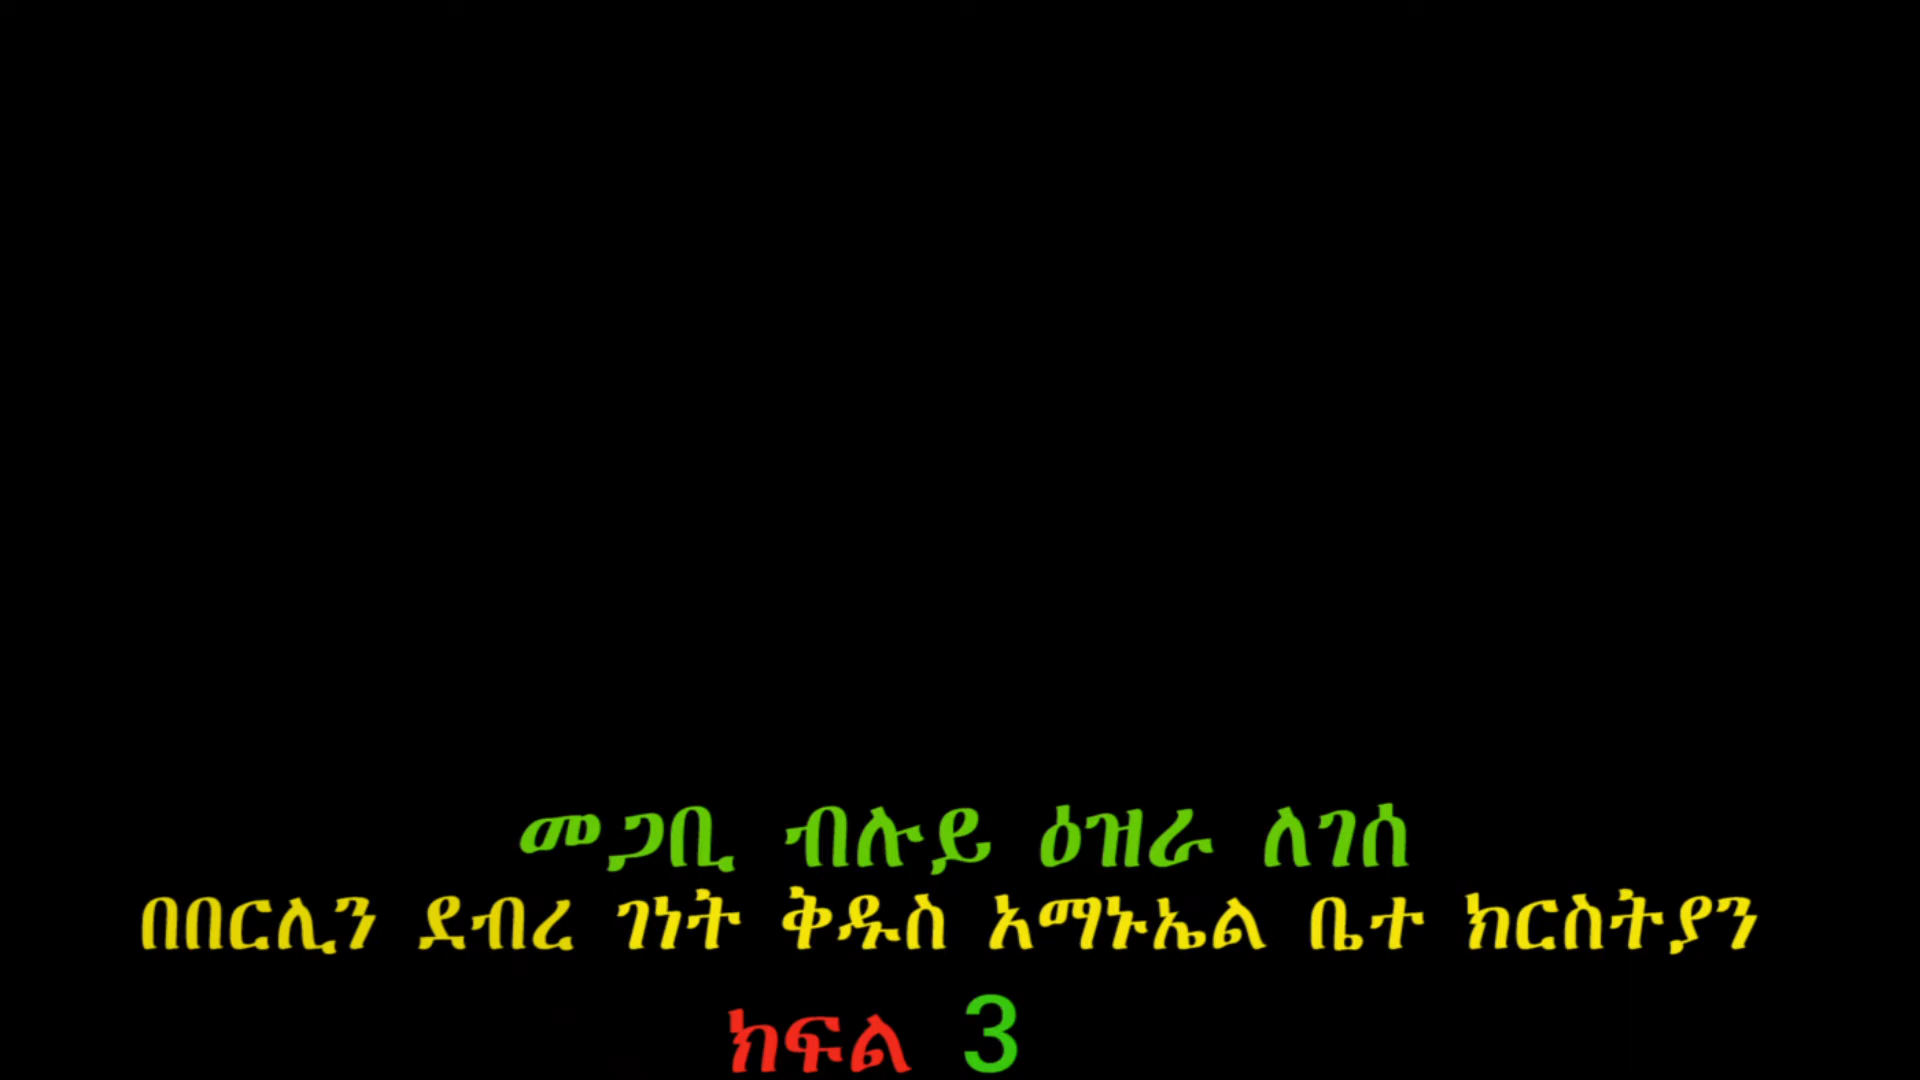 መጋቢ ብሉይ ዕዝራ ለገሰ
በበርሊን ደብረ ገነት ቅዱስ አማኑኤል ቤተ ክርስትያን
ክፍል 3